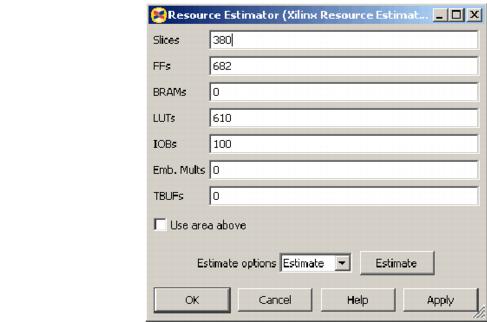 Resource Estimator (Xilinx Resource Estimat...
Slices 380
FFs 682
BRAMs 0
LUTs 610
IOBs 100
Emb. Mults 0
TBUFs 0
Use area above
Estimate options Estimate Estimate
OK Cancel Help Apply